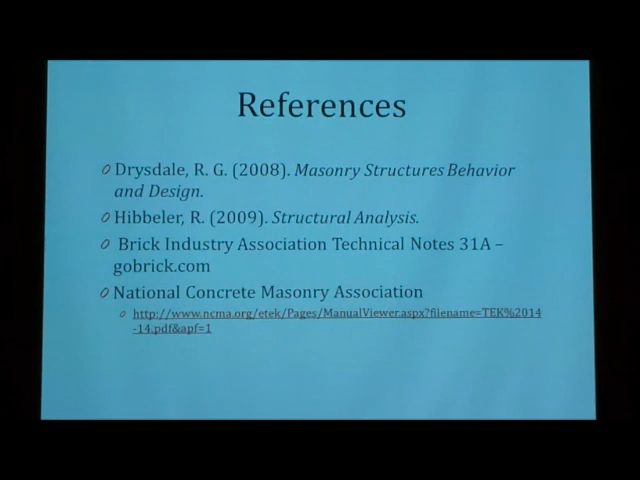 References
Drysdale, R. G. (2008). Masonry Structures Behavior
and Design.
Hibbeler, R. (2009). Structural Analysis.
Brick Industry Association Technical Notes 31A –
gobrick.com
National Concrete Masonry Association
http://www.ncma.org/etek/Pages/ManualViewer.aspx?filename=TEK%2014
-14.pdf&apf=1